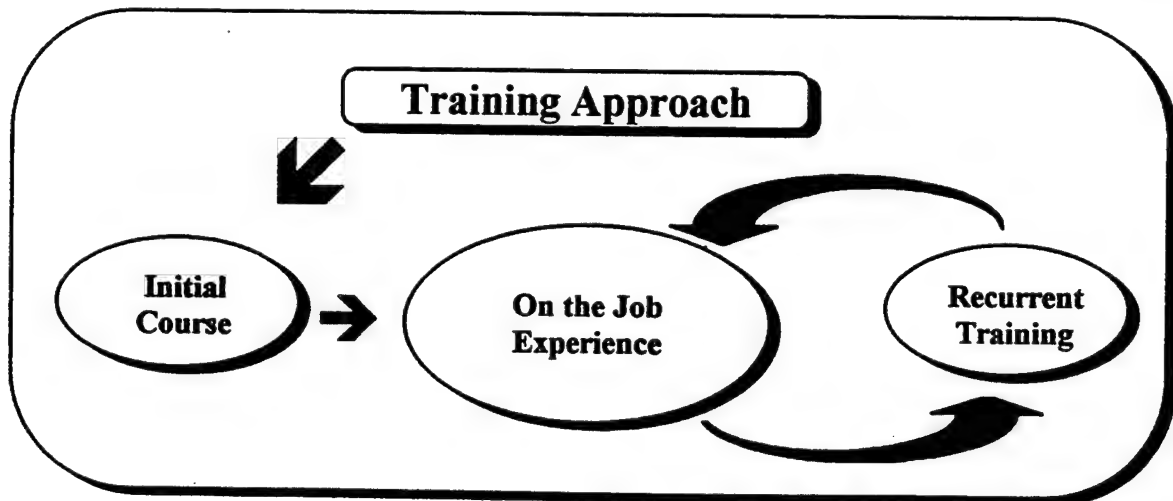 Training Approach
Initial
Course
On the Job
Experience
Recurrent
Training